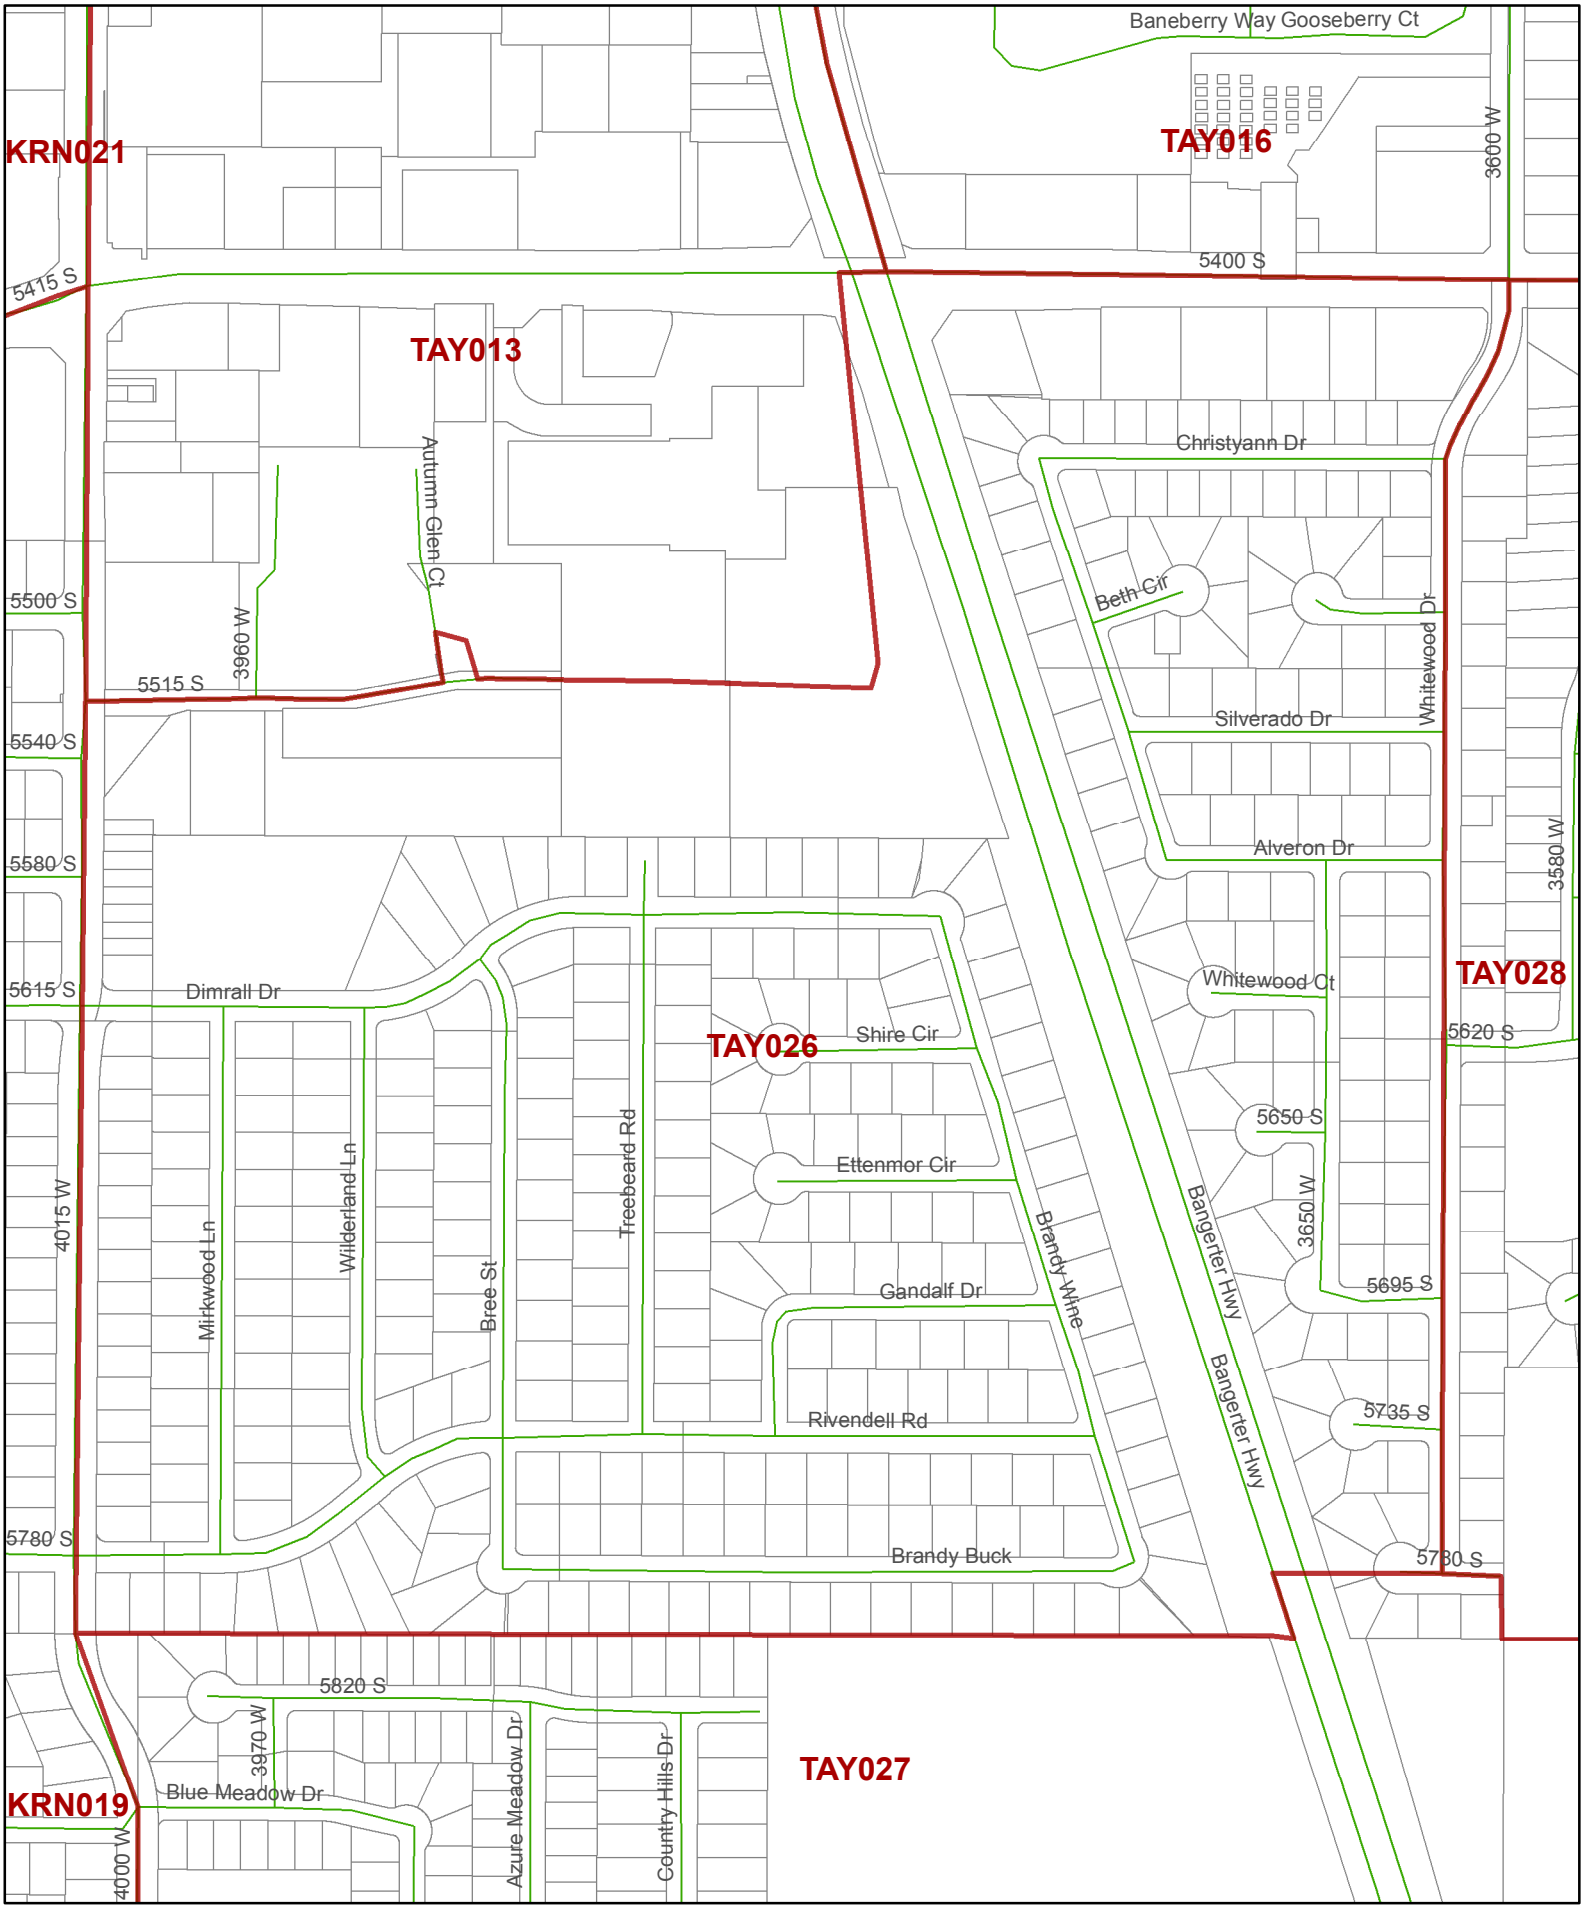 Baneberry Way Gooseberry Ct
3600 W
KRN021
TAY016
5400 S
5415 S
TAY013
Christyann Dr
Autumn Glen Ct
Beth Cir
5500 S
3960 W
Whitewood Dr
5515 S
Silverado Dr
5540 S
Alveron Dr
5580 S
3580 W
TAY028
Whitewood Ct
5615 S
Dimrall Dr
5620 S
Shire Cir
TAY026
5650 S
Treebeard Rd
Ettenmor Cir
Wilderland Ln
4015 W
3650 W
Bangerter Hwy
Mirkwood Ln
Brandy Wine
Bree St
Gandalf Dr
5695 S
Bangerter Hwy
Rivendell Rd
5735 S
5780 S
Brandy Buck
5780 S
5820 S
3970 W
Azure Meadow Dr
Country Hills Dr
TAY027
Blue Meadow Dr
KRN019
4000 W